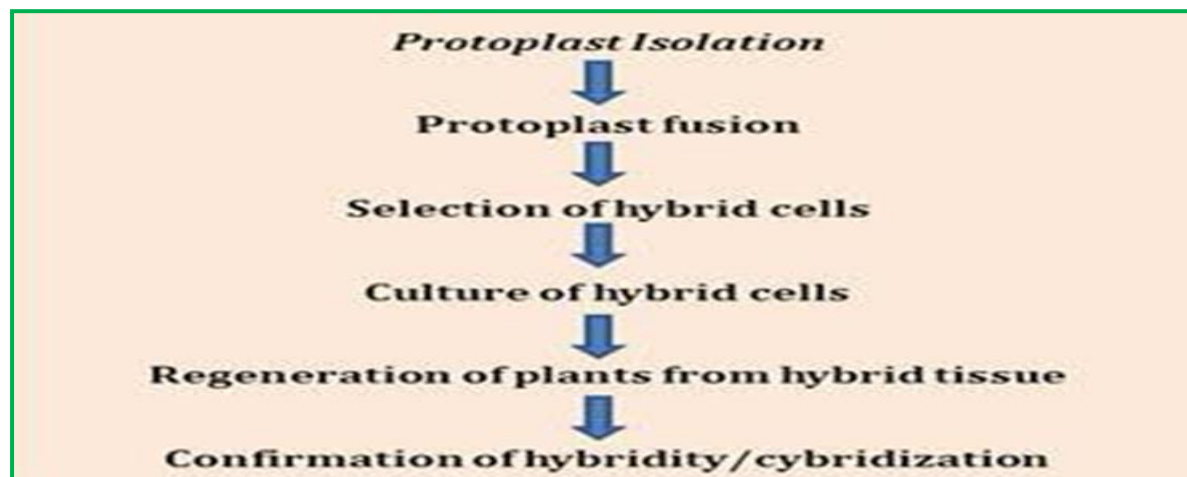 Protoplast Isolation
Protoplast fusion
Selection of hybrid cells
Culture of hybrid cells
Regeneration of plants from hybrid tissue
Confirmation of hybridity/cybridization